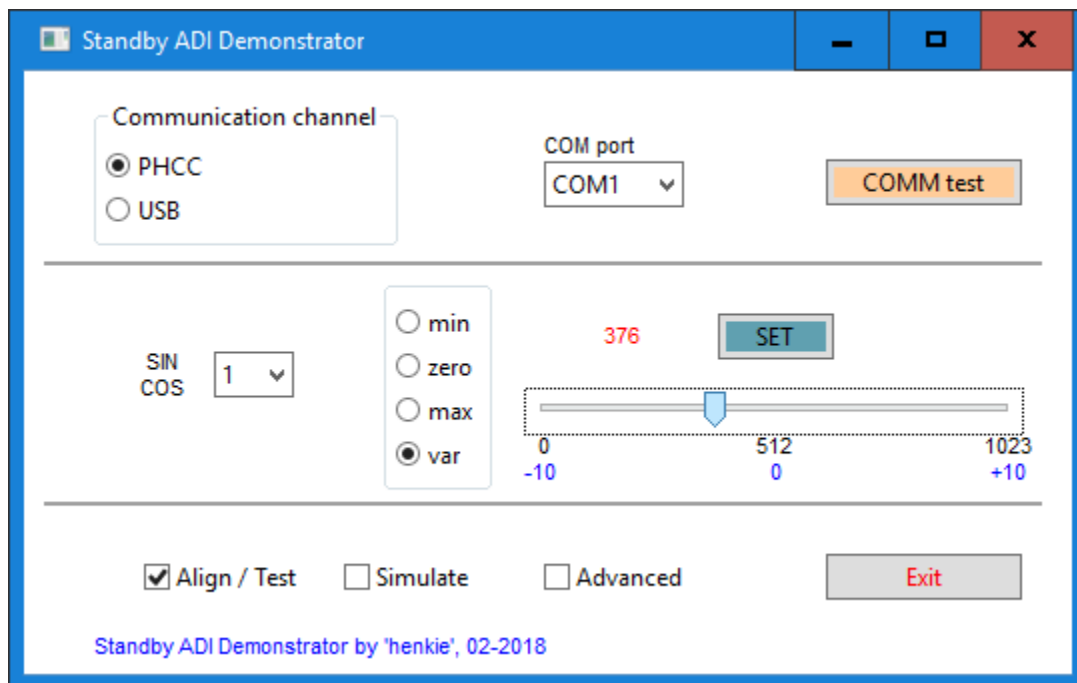 Standby ADI Demonstrator
Communication channel
PHCC
USB
COM port
COM1
COMM test
SIN
COS
1
min
zero
max
var
376
SET
0 512 1023
-10 0 +10
Align / Test Simulate Advanced
Exit
Standby ADI Demonstrator by 'henkie', 02-2018